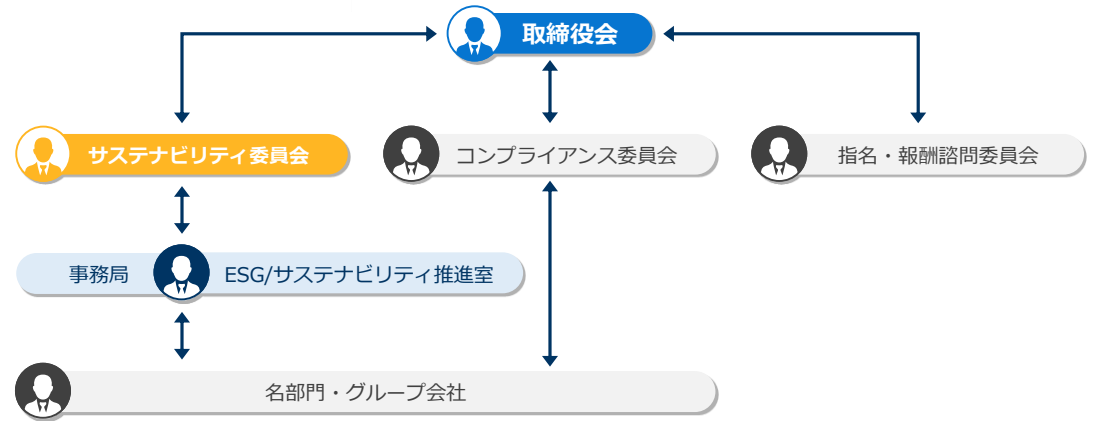 取締役会
サステナビリティ委員会
コンプライアンス委員会
指名・報酬諮問委員会
事務局 ESG/サステナビリティ推進室
名部門・グループ会社